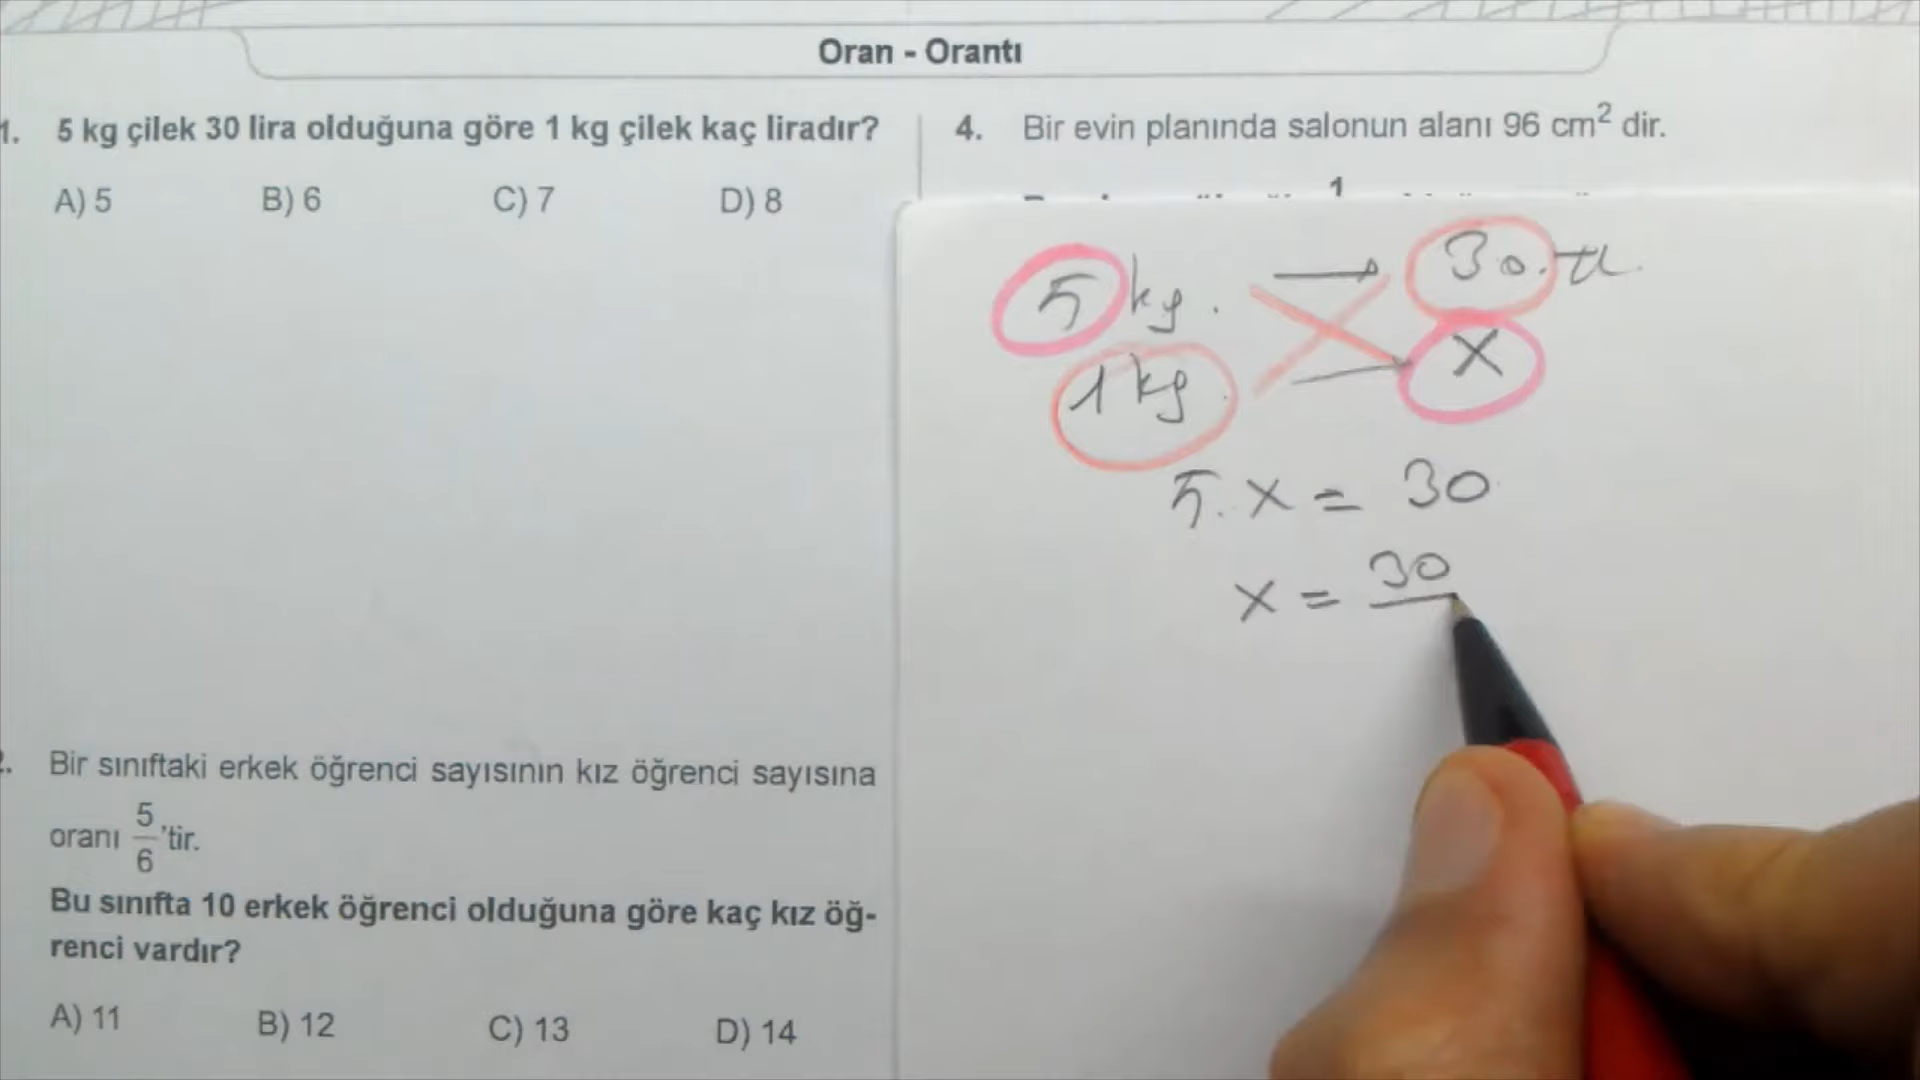 Oran - Orantı
1. 5 kg çilek 30 lira olduğuna göre 1 kg çilek kaç liradır?
A) 5 B) 6 C) 7 D) 8
Bir sınıftaki erkek öğrenci sayısının kız öğrenci sayısına
oranı 5/6 'tir.
Bu sınıfta 10 erkek öğrenci olduğuna göre kaç kız öğ-
renci vardır?
A) 11 B) 12 C) 13 D) 14
4. Bir evin planında salonun alanı 96 cm² dir.
1
5 kg. → 30 tl.
1 kg. → X
5. x = 30
x = 30